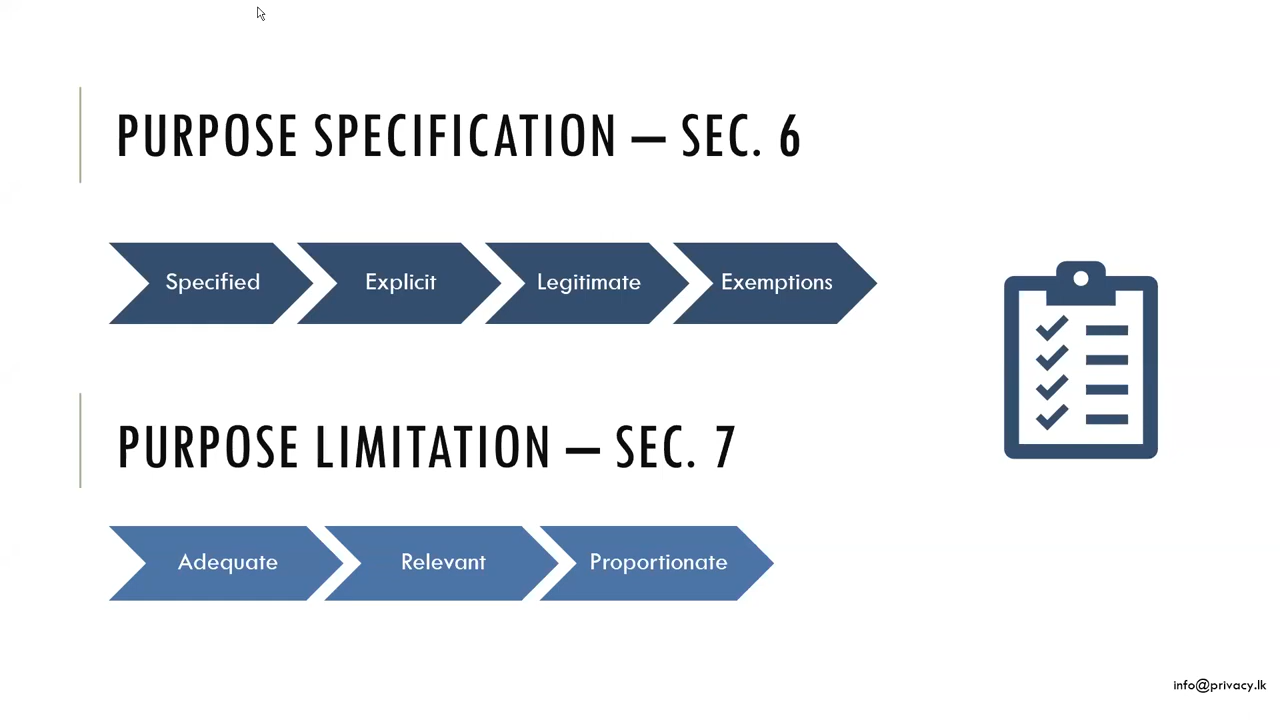 PURPOSE SPECIFICATION – SEC. 6
Specified
Explicit
Legitimate
Exemptions
PURPOSE LIMITATION – SEC. 7
Adequate
Relevant
Proportionate
info@privacy.lk